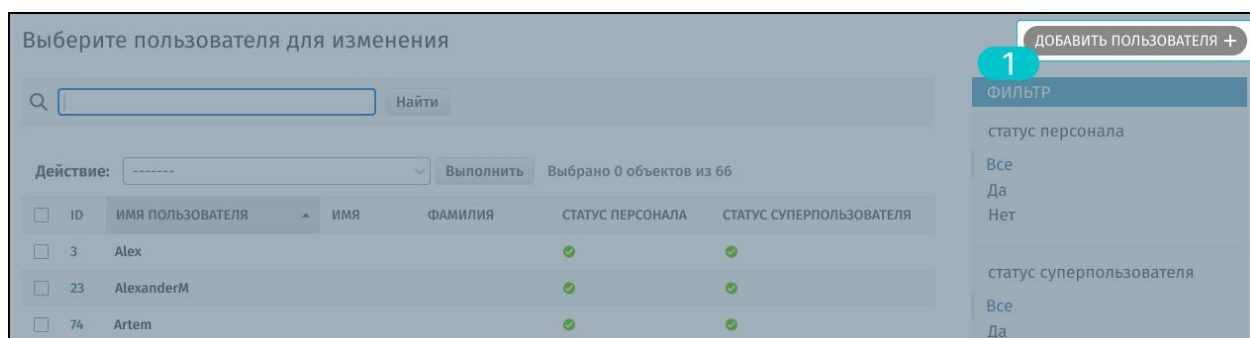 Выберите пользователя для изменения
ДОБАВИТЬ ПОЛЬЗОВАТЕЛЯ +
1
Найти
ФИЛЬТР
статус персонала
Все
Да
Нет
Действие: ------- Выполнить Выбрано 0 объектов из 66
ID ИМЯ ПОЛЬЗОВАТЕЛЯ ИМЯ ФАМИЛИЯ СТАТУС ПЕРСОНАЛА СТАТУС СУПЕРПОЛЬЗОВАТЕЛЯ
3 Alex
23 AlexanderM
74 Artem
статус суперпользователя
Все
Да